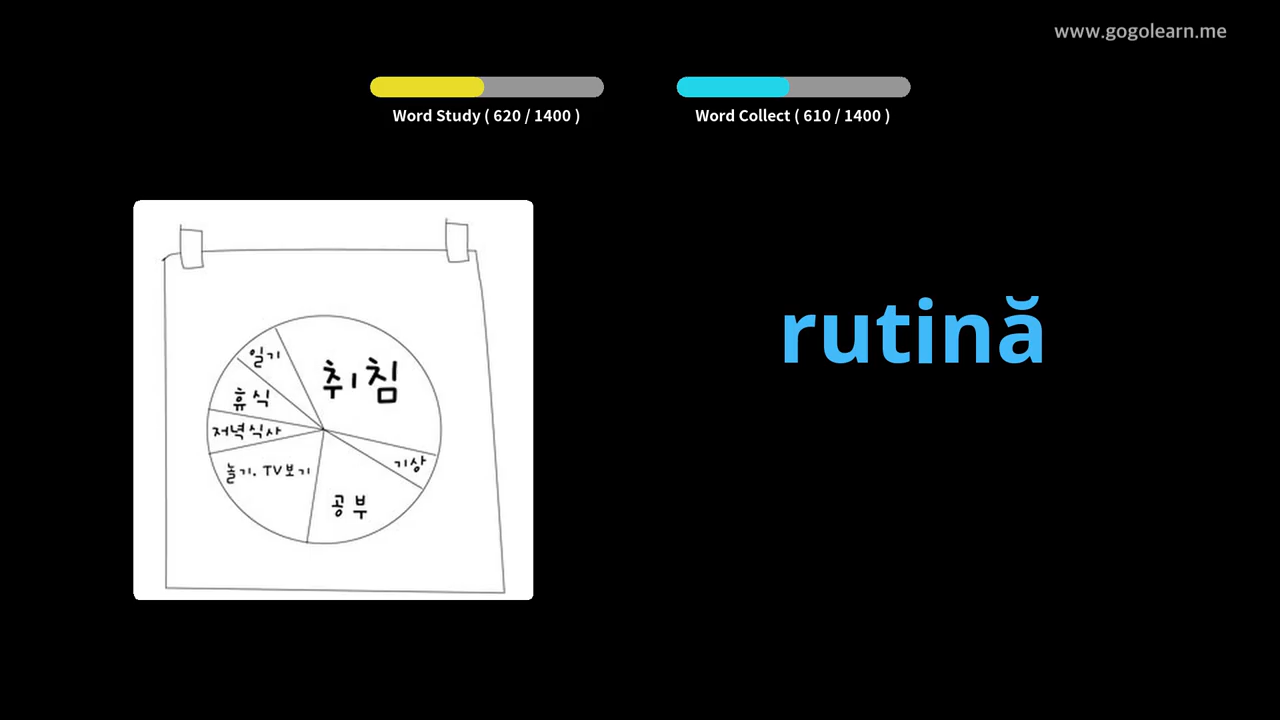 www.gogolearn.me
Word Study ( 620 / 1400 )
Word Collect ( 610 / 1400 )
rutină
일기
취침
휴식
저녁식사
놀기. TV보기
기상
공부